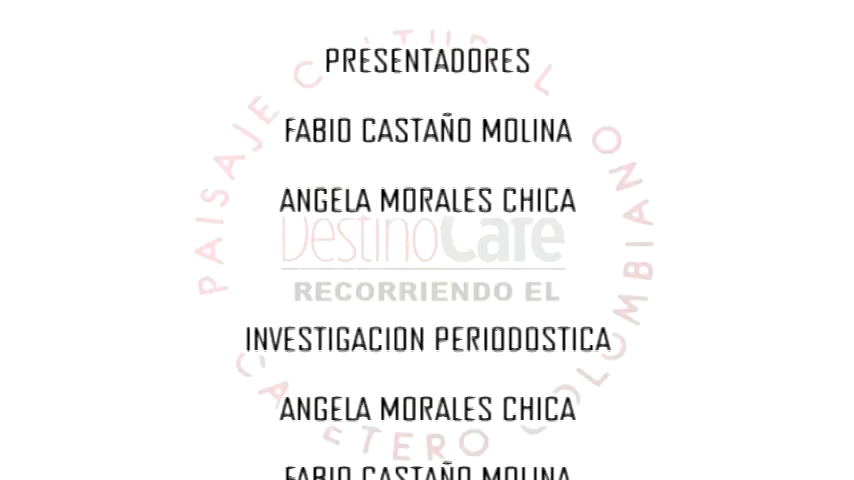 PRESENTADORES
FABIO CASTAÑO MOLINA
ANGELA MORALES CHICA
DestinoCafe
RECORRIENDO EL
PAISAJE CULTURAL
CAFETERO COLOMBIANO
INVESTIGACION PERIODOSTICA
ANGELA MORALES CHICA
FABIO CASTAÑO MOLINA